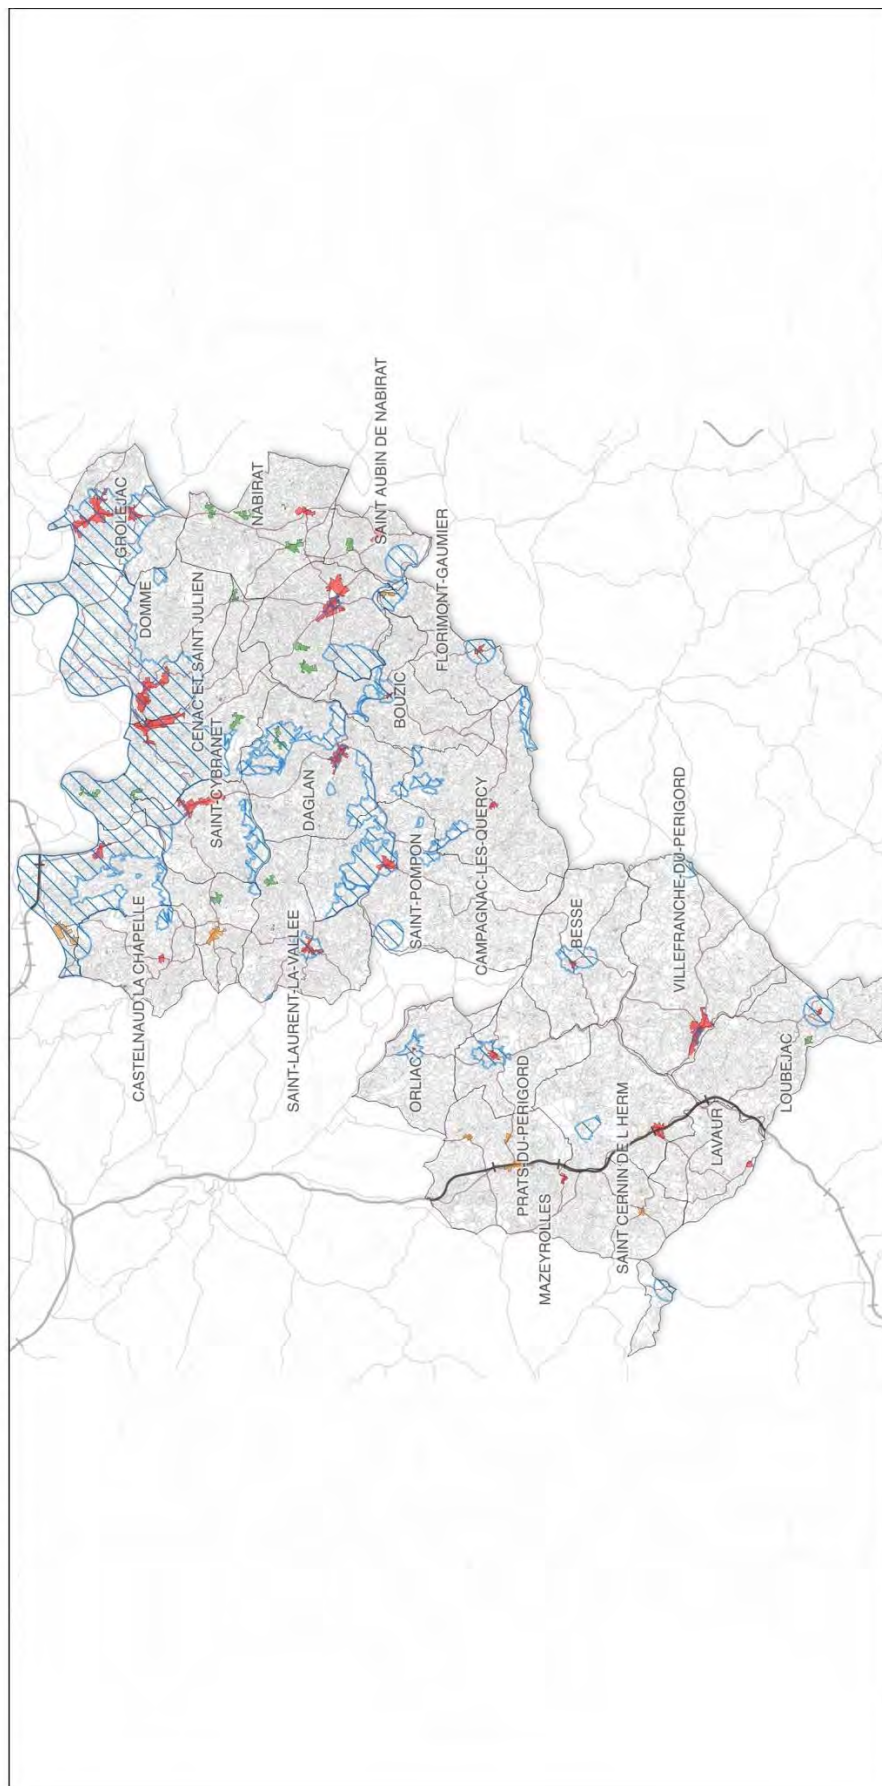 GROLEJAC
DOMME
CENAC ET SAINT JULIEN
NABIRAT
SAINT AUBIN DE NABIRAT
SAINT-CYBRANET
CASTELNAUD LA CHAPELLE
DAGLAN
BOUZIC
FLORIMONT-GAUMIER
SAINT-LAURENT-LA-VALLEE
SAINT-POMPON
CAMPAGNAC-LES-QUERCY
ORLIAC
BESSE
PRATS-DU-PERIGORD
MAZEYROLLES
VILLEFRANCHE-DU-PERIGORD
SAINT CERNIN DE L HERM
LAVAUR
LOUBEJAC